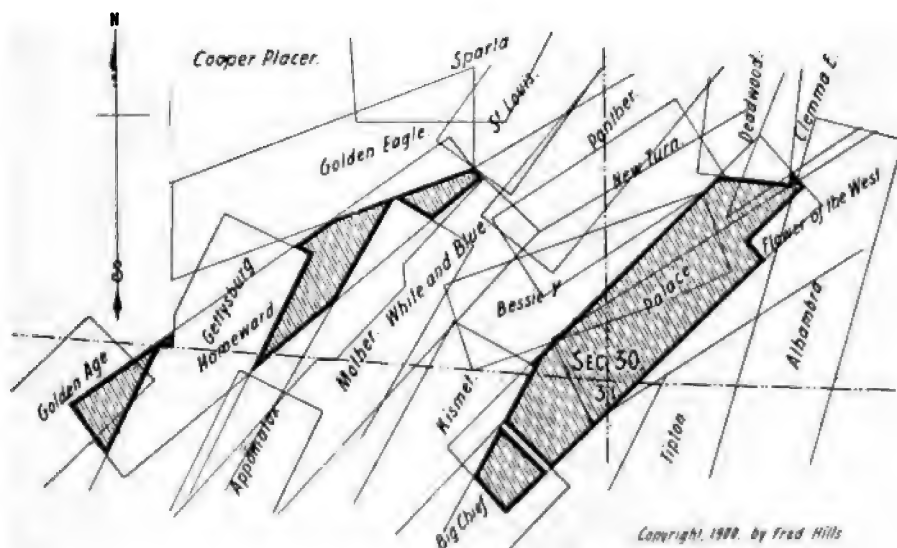 N
Cooper Placer.
Sparta
St. Louis.
Golden Eagle.
Panther.
Deadwood.
Clemma E.
New Turn
Flower of the West
Gettysburg
Homeward
Mother
White and Blue
Bessie Y
Palace
Alhambra
Golden Age
SEC. 30.
31.
Kismet.
Appomatox
Tipton
Big Chief
S
Copyright, 1900, by Fred Hills